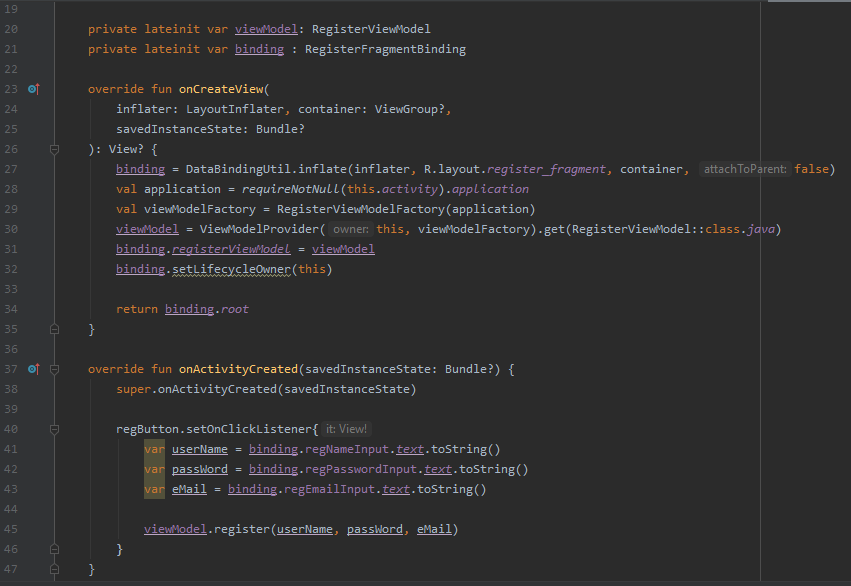 19
20 private lateinit var viewModel: RegisterViewModel
21 private lateinit var binding : RegisterFragmentBinding
22
23 override fun onCreateView(
24 inflater: LayoutInflater, container: ViewGroup?,
25 savedInstanceState: Bundle?
26 ): View? {
27 binding = DataBindingUtil.inflate(inflater, R.layout.register_fragment, container, attachToParent: false)
28 val application = requireNotNull(this.activity).application
29 val viewModelFactory = RegisterViewModelFactory(application)
30 viewModel = ViewModelProvider( owner: this, viewModelFactory).get(RegisterViewModel::class.java)
31 binding.registerViewModel = viewModel
32 binding.setLifecycleOwner(this)
33
34 return binding.root
35 }
36
37 override fun onActivityCreated(savedInstanceState: Bundle?) {
38 super.onActivityCreated(savedInstanceState)
39
40 regButton.setOnClickListener{ it: View!
41 var userName = binding.regNameInput.text.toString()
42 var passWord = binding.regPasswordInput.text.toString()
43 var eMail = binding.regEmailInput.text.toString()
44
45 viewModel.register(userName, passWord, eMail)
46 }
47 }